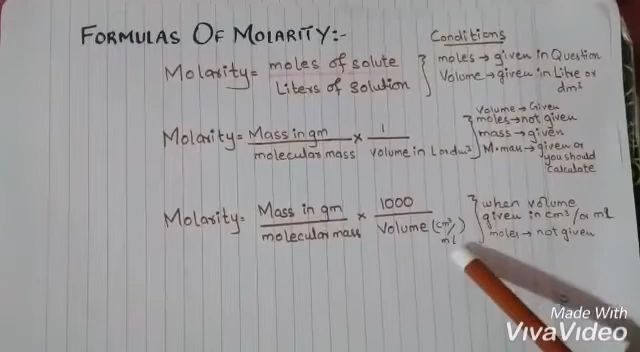 FORMULAS OF MOLARITY:-
Conditions
Molarity = moles of solute / Liters of Solution
moles → given in Question
Volume → given in Litre or dm³
Molarity = Mass in gm / molecular mass × 1 / Volume in L or dm³
Volume → Given
moles → not given
mass → given
M.mass → given or
you should
calculate
Molarity = Mass in gm / molecular mass × 1000 / Volume (cm³/ml)
when volume
given in cm³/or ml
moles → not given
Made With
VivaVideo